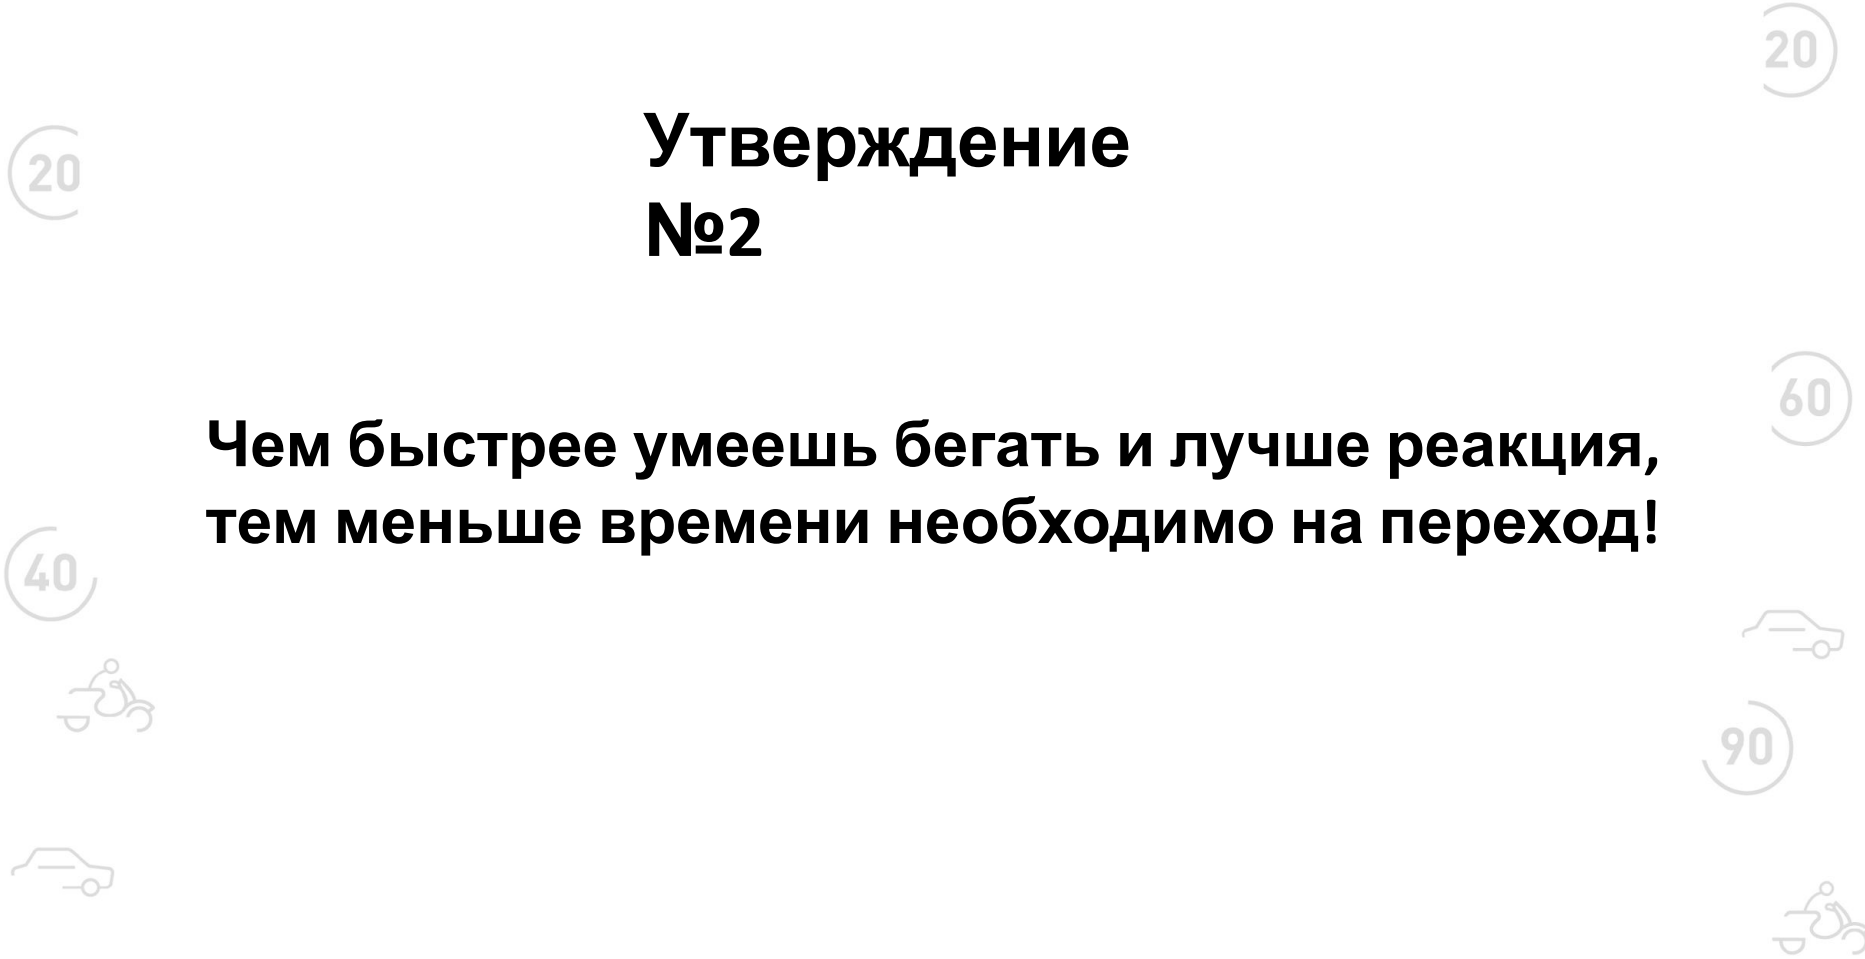 20
20
Утверждение
№2
60
Чем быстрее умеешь бегать и лучше реакция,
тем меньше времени необходимо на переход!
40
90